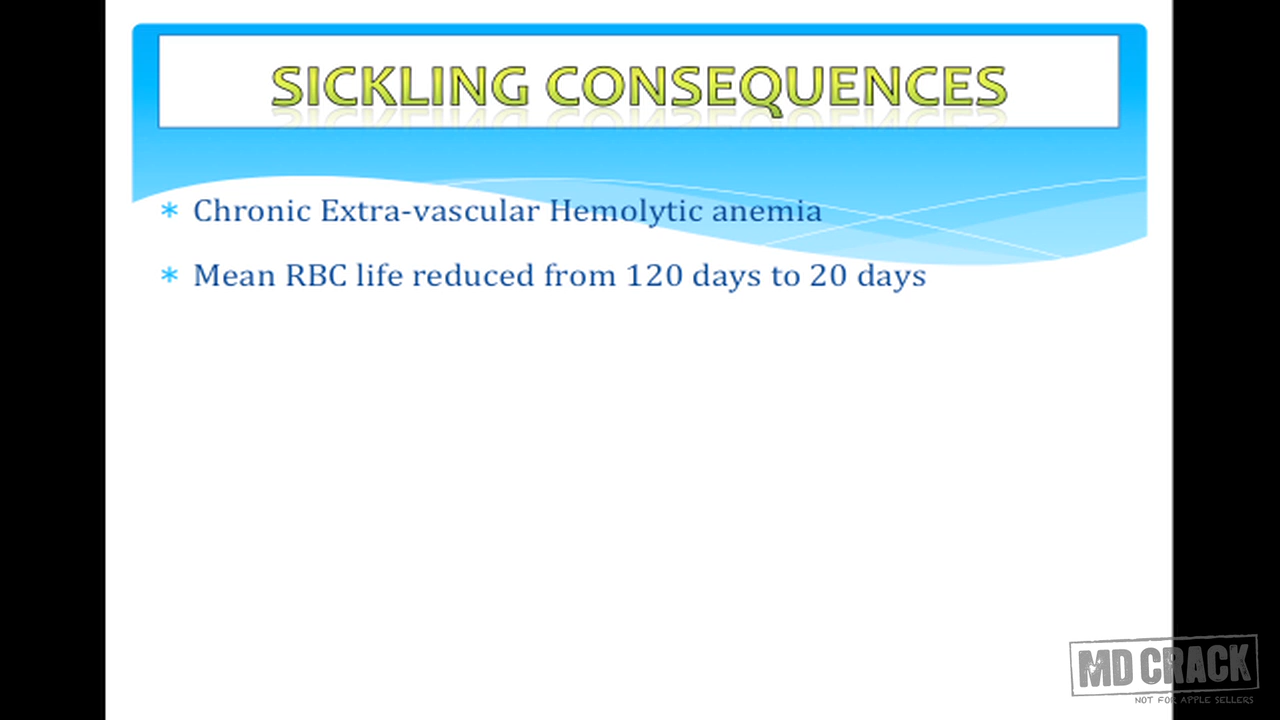 SICKLING CONSEQUENCES
* Chronic Extra-vascular Hemolytic anemia
* Mean RBC life reduced from 120 days to 20 days
MD CRACK
NOT FOR APPLE SELLERS